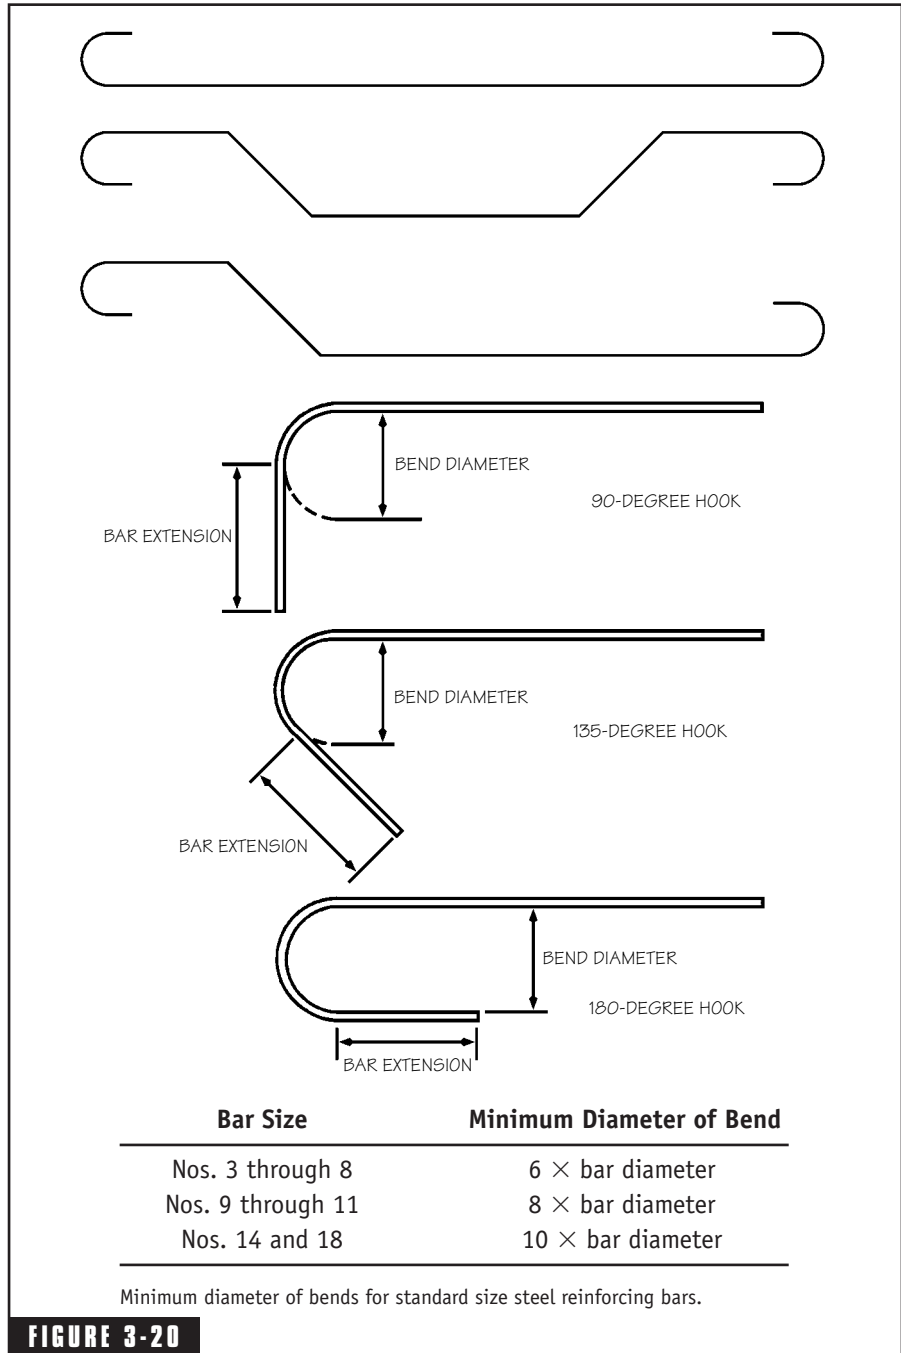 BEND DIAMETER
90-DEGREE HOOK
BAR EXTENSION
BEND DIAMETER
135-DEGREE HOOK
BAR EXTENSION
BEND DIAMETER
180-DEGREE HOOK
BAR EXTENSION
Bar Size Minimum Diameter of Bend
Nos. 3 through 8 6 × bar diameter
Nos. 9 through 11 8 × bar diameter
Nos. 14 and 18 10 × bar diameter
Minimum diameter of bends for standard size steel reinforcing bars.
FIGURE 3-20